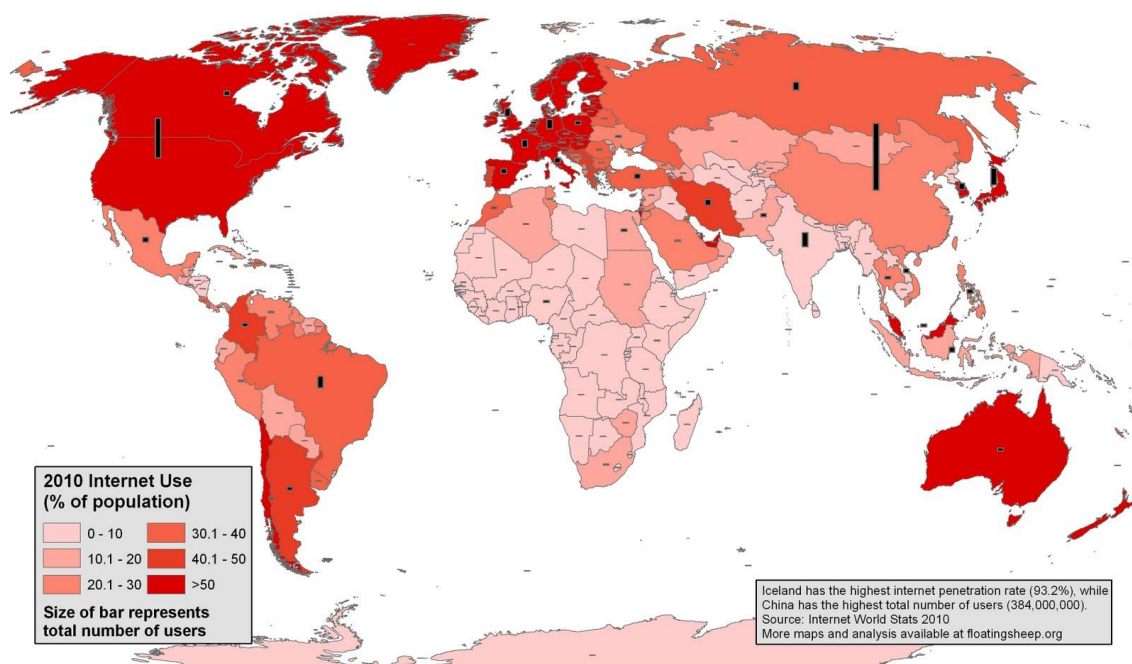 2010 Internet Use
(% of population)
0 - 10
30.1 - 40
10.1 - 20
40.1 - 50
20.1 - 30
>50
Size of bar represents
total number of users
Iceland has the highest internet penetration rate (93.2%), while
China has the highest total number of users (384,000,000).
Source: Internet World Stats 2010
More maps and analysis available at floatingsheep.org